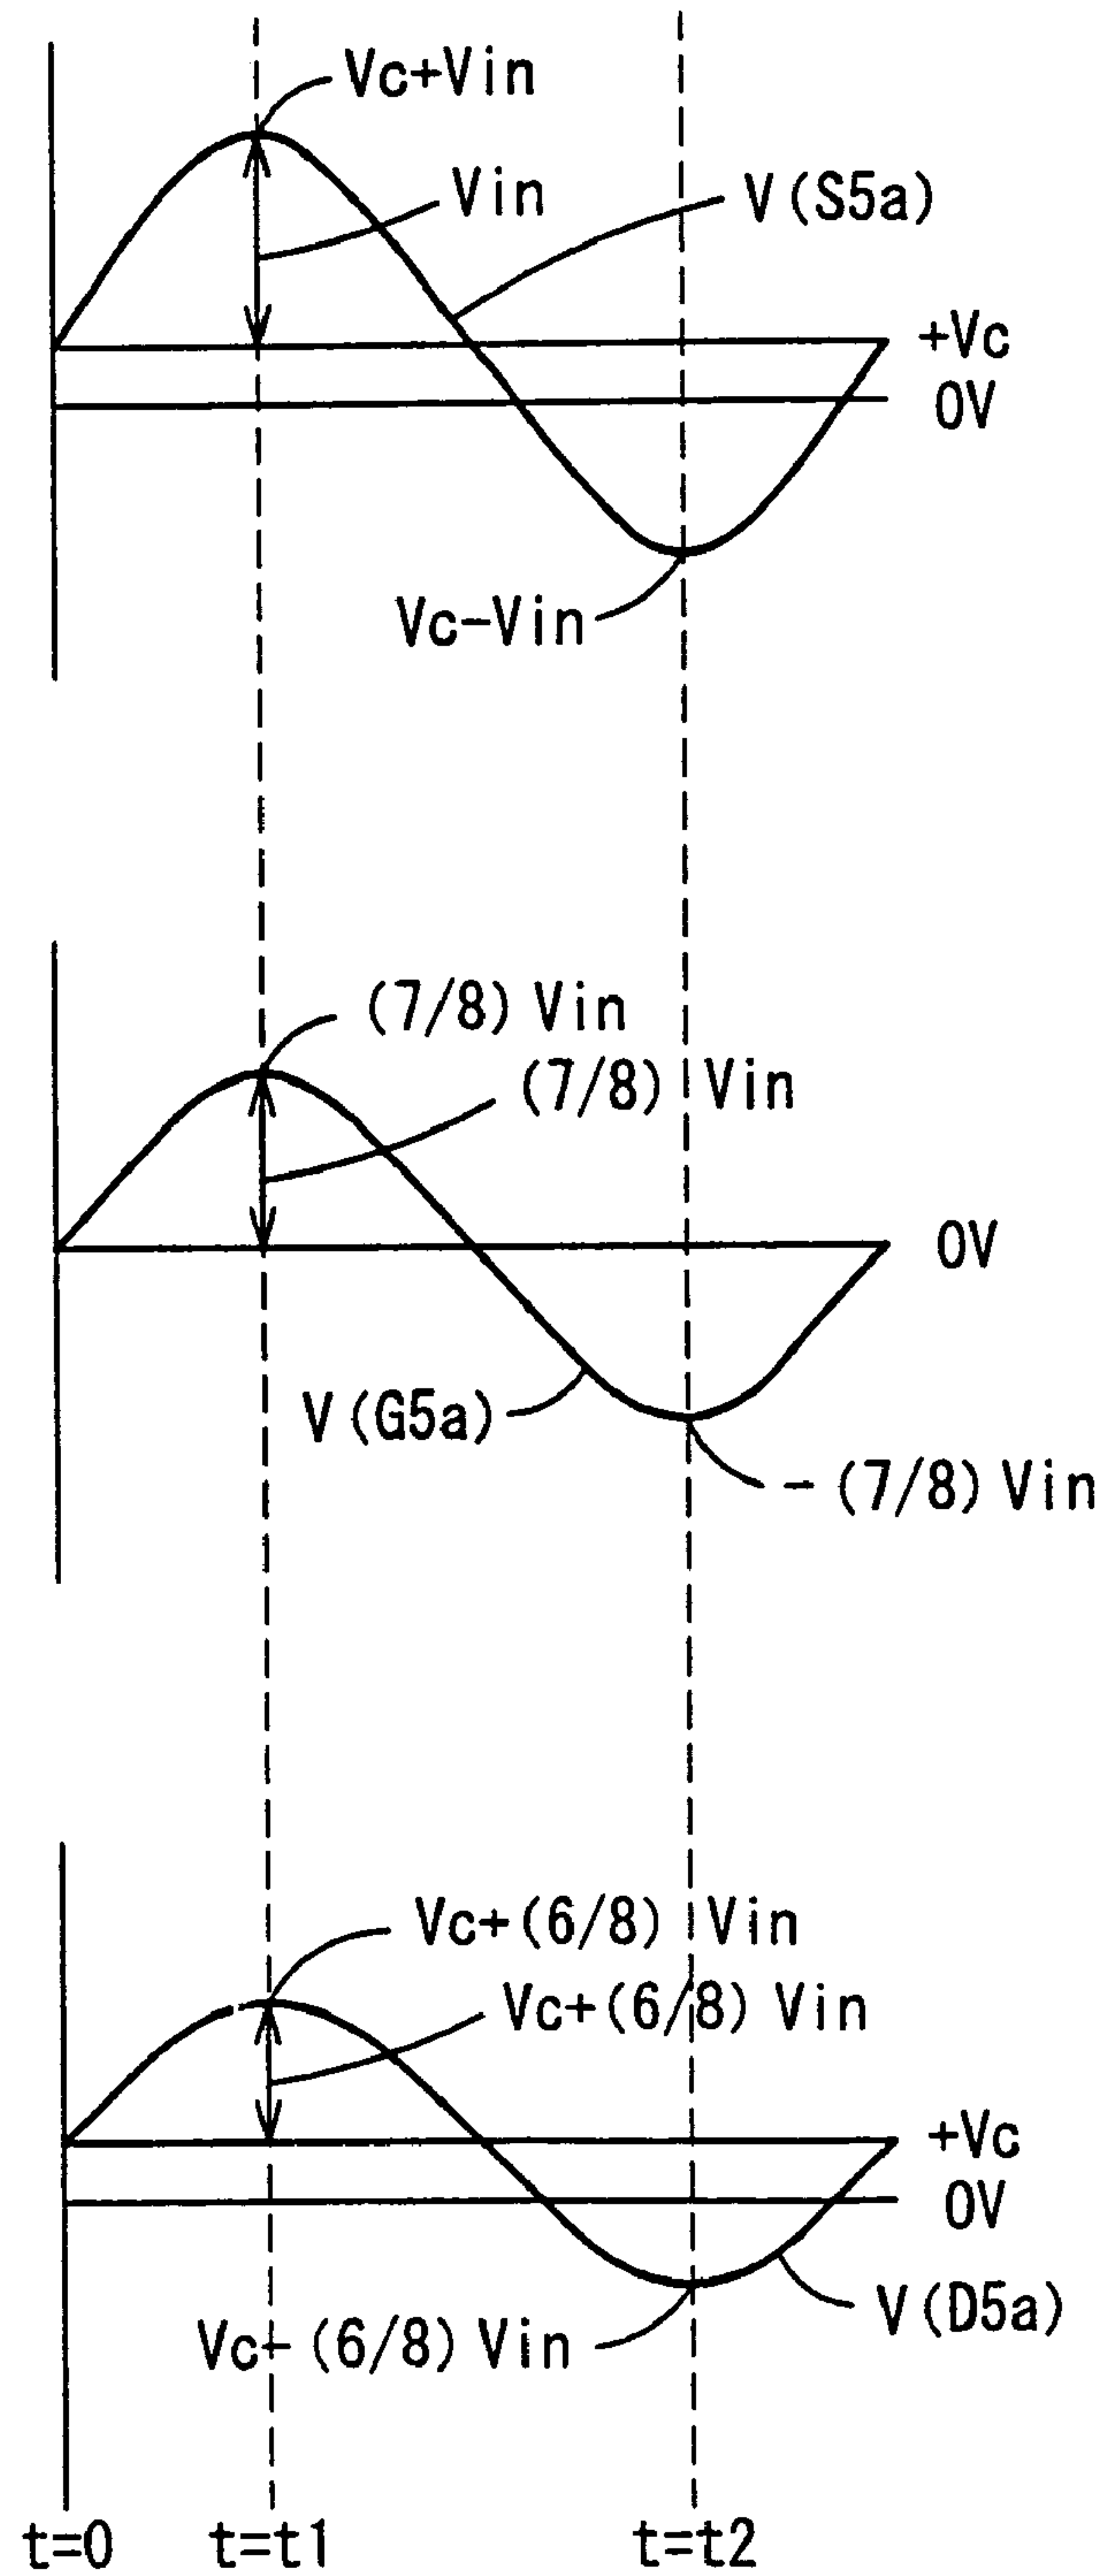 Vc+Vin
Vin
V(S5a)
+Vc
0V
Vc-Vin
(7/8) Vin
(7/8) Vin
0V
V(G5a)
-(7/8) Vin
Vc+(6/8) Vin
Vc+(6/8) Vin
+Vc
0V
V(D5a)
Vc-(6/8) Vin
t=0
t=t1
t=t2